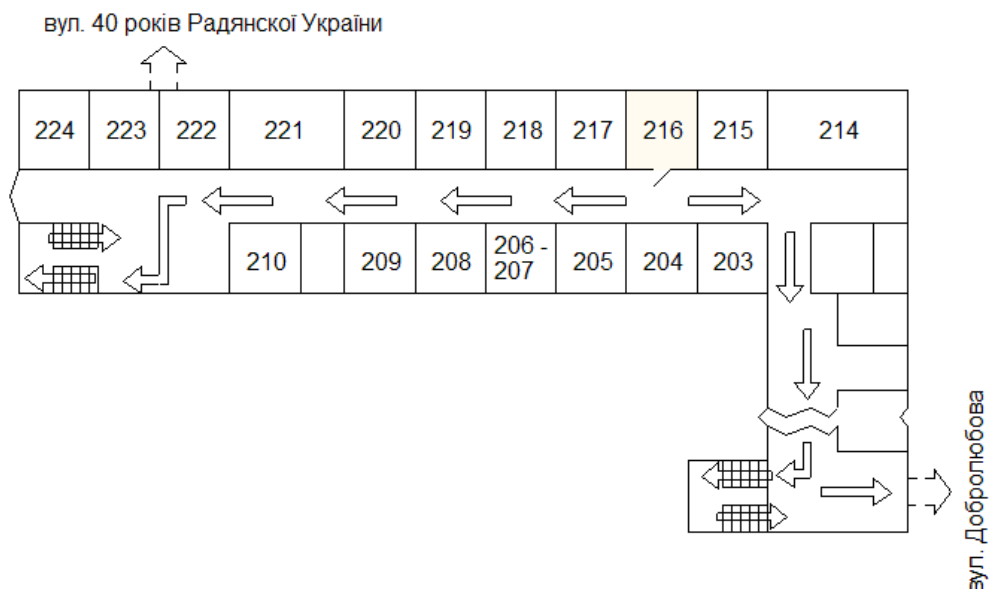 вул. 40 років Радянскої України
224 223 222 221 220 219 218 217 216 215 214
210 209 208 206 - 207 205 204 203
вул. Добролюбова